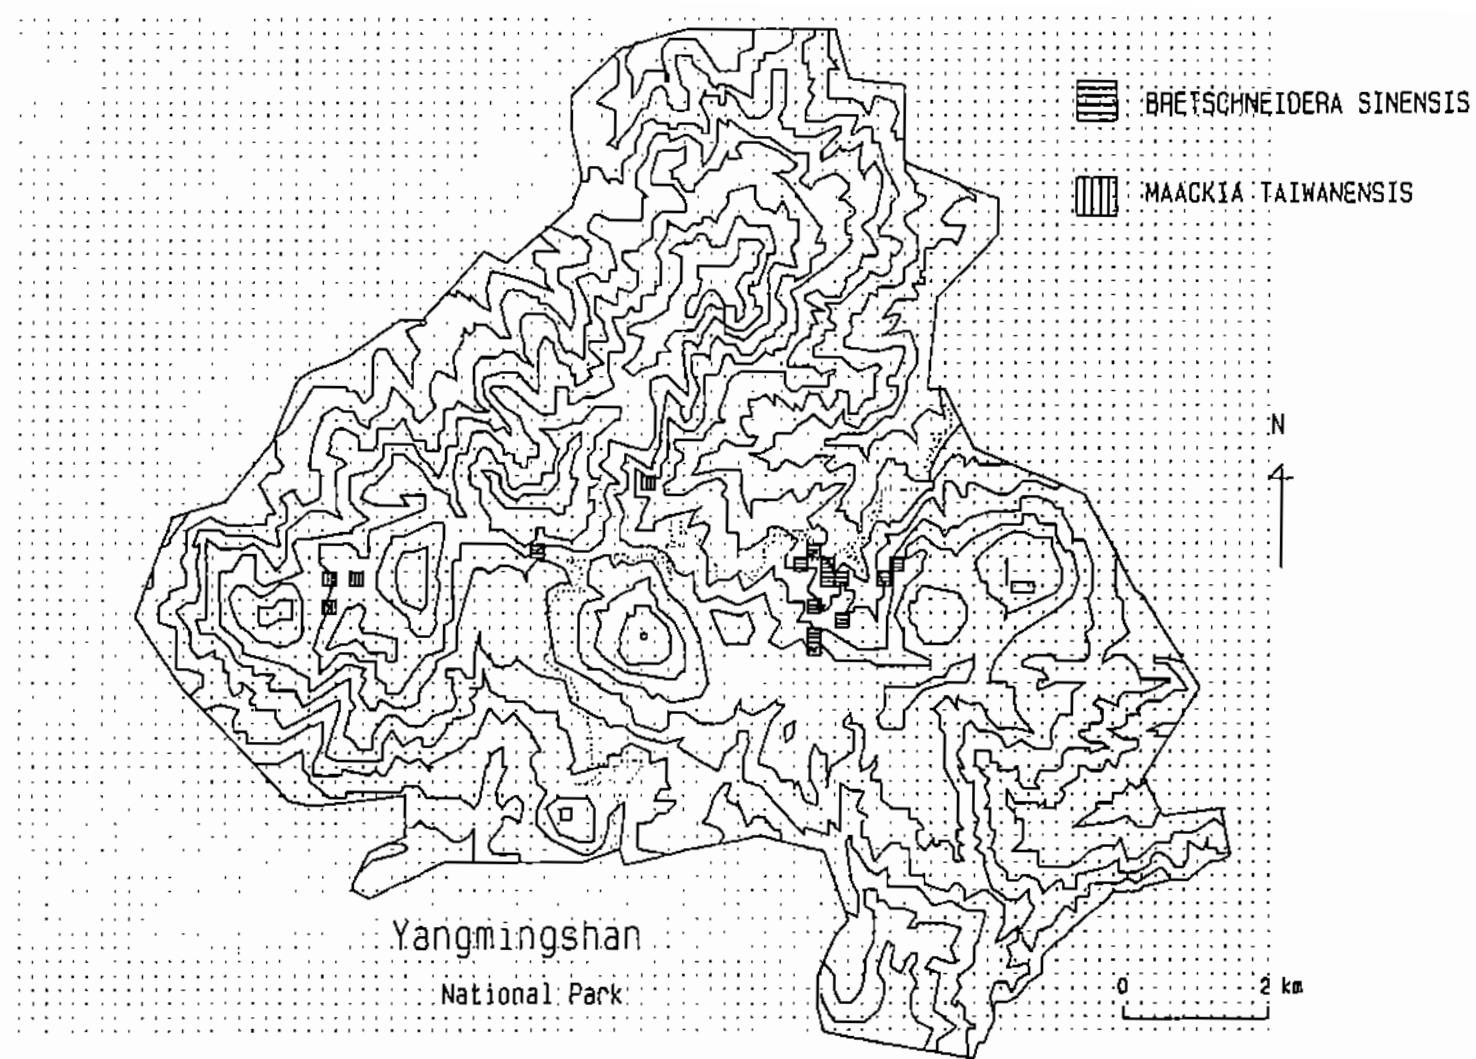 BRETSCHNEIDERA SINENSIS
MAACKIA TAIWANENSIS
N
Yangmingshan
National Park
0 2 km